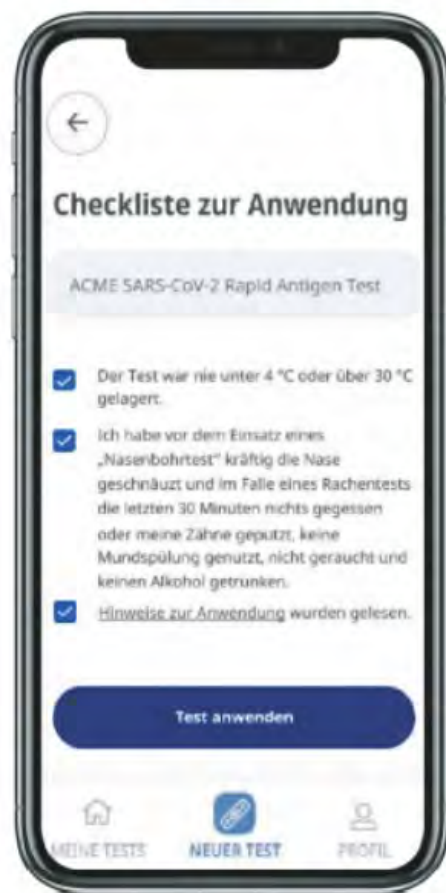 Checkliste zur Anwendung
ACME SARS-CoV-2 Rapid Antigen Test
Der Test war nie unter 4 °C oder über 30 °C
gelagert.
Ich habe vor dem Einsatz eines
„Nasenbohrtest“ kräftig die Nase
geschnäuzt und im Falle eines Rachentests
die letzten 30 Minuten nichts gegessen
oder meine Zähne geputzt, keine
Mundspülung genutzt, nicht geraucht und
keinen Alkohol getrunken.
Hinweise zur Anwendung wurden gelesen.
Test anwenden
MEINE TESTS NEUER TEST PROFIL